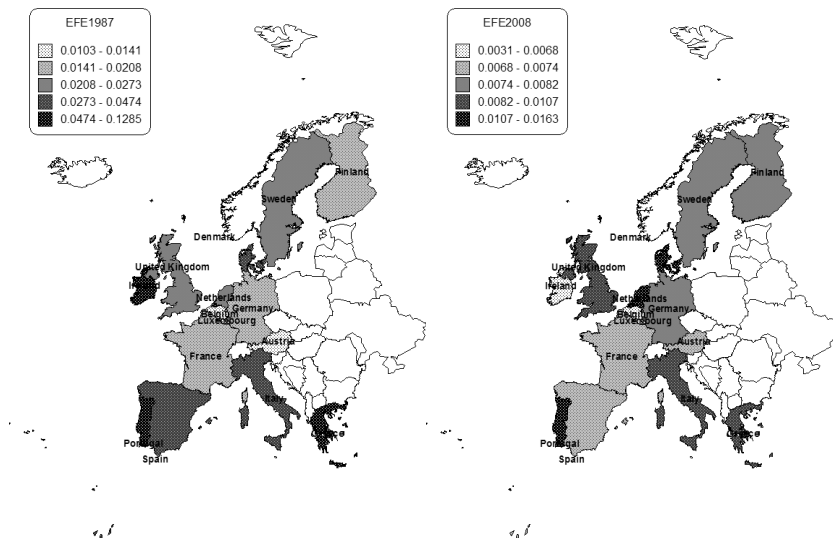 EFE1987
0.0103 - 0.0141
0.0141 - 0.0208
0.0208 - 0.0273
0.0273 - 0.0474
0.0474 - 0.1285
Finland
Sweden
Denmark
United Kingdom
Ireland
Netherlands
Germany
Belgium
Luxembourg
Austria
France
Italy
Greece
Portugal
Spain
EFE2008
0.0031 - 0.0068
0.0068 - 0.0074
0.0074 - 0.0082
0.0082 - 0.0107
0.0107 - 0.0163
Finland
Sweden
Denmark
United Kingdom
Ireland
Netherlands
Germany
Belgium
Luxembourg
Austria
France
Italy
Greece
Portugal
Spain